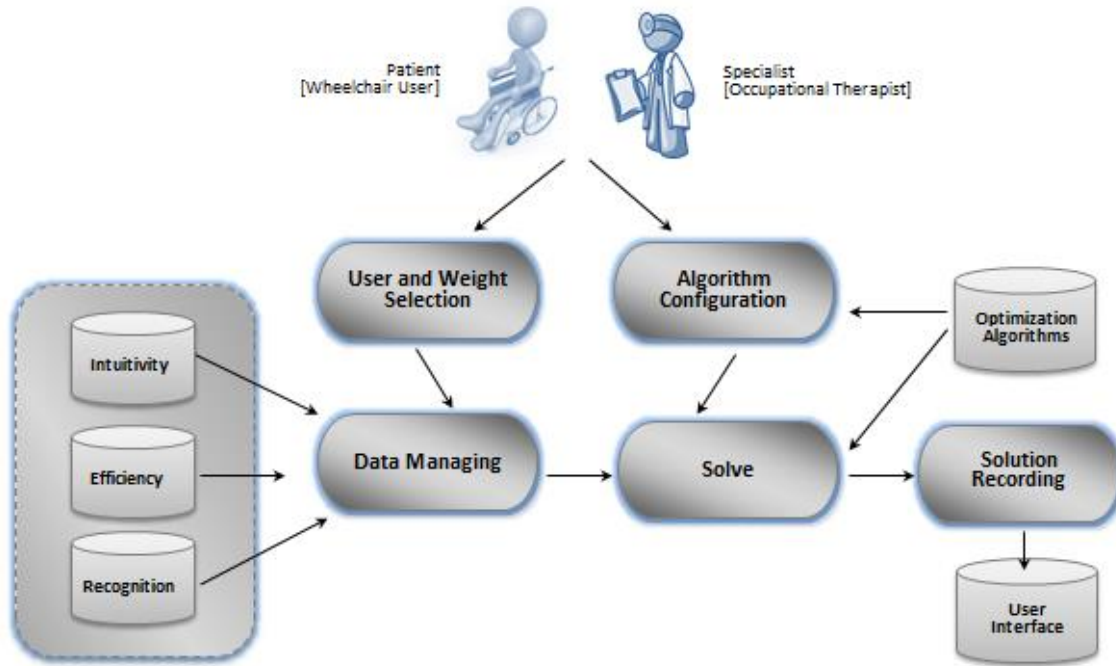 Patient
[Wheelchair User]
Specialist
[Occupational Therapist]
User and Weight
Selection
Algorithm
Configuration
Optimization
Algorithms
Intuitivity
Efficiency
Recognition
Data Managing
Solve
Solution
Recording
User
Interface